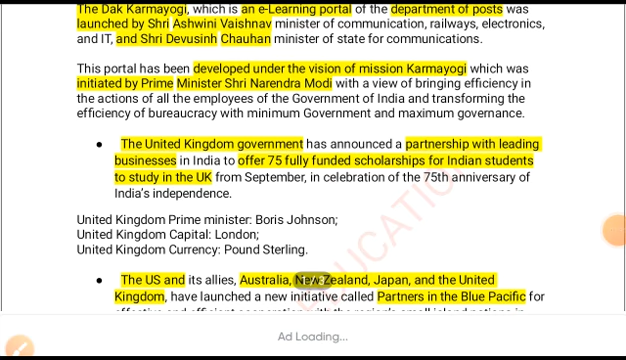 The Dak Karmayogi, which is an e-Learning portal of the department of posts was
launched by Shri Ashwini Vaishnav minister of communication, railways, electronics,
and IT, and Shri Devusinh Chauhan minister of state for communications.
This portal has been developed under the vision of mission Karmayogi which was
initiated by Prime Minister Shri Narendra Modi with a view of bringing efficiency in
the actions of all the employees of the Government of India and transforming the
efficiency of bureaucracy with minimum Government and maximum governance.
● The United Kingdom government has announced a partnership with leading
businesses in India to offer 75 fully funded scholarships for Indian students
to study in the UK from September, in celebration of the 75th anniversary of
India's independence.
United Kingdom Prime minister: Boris Johnson;
United Kingdom Capital: London;
United Kingdom Currency: Pound Sterling.
● The US and its allies, Australia, New Zealand, Japan, and the United
Kingdom, have launched a new initiative called Partners in the Blue Pacific for
Ad Loading...